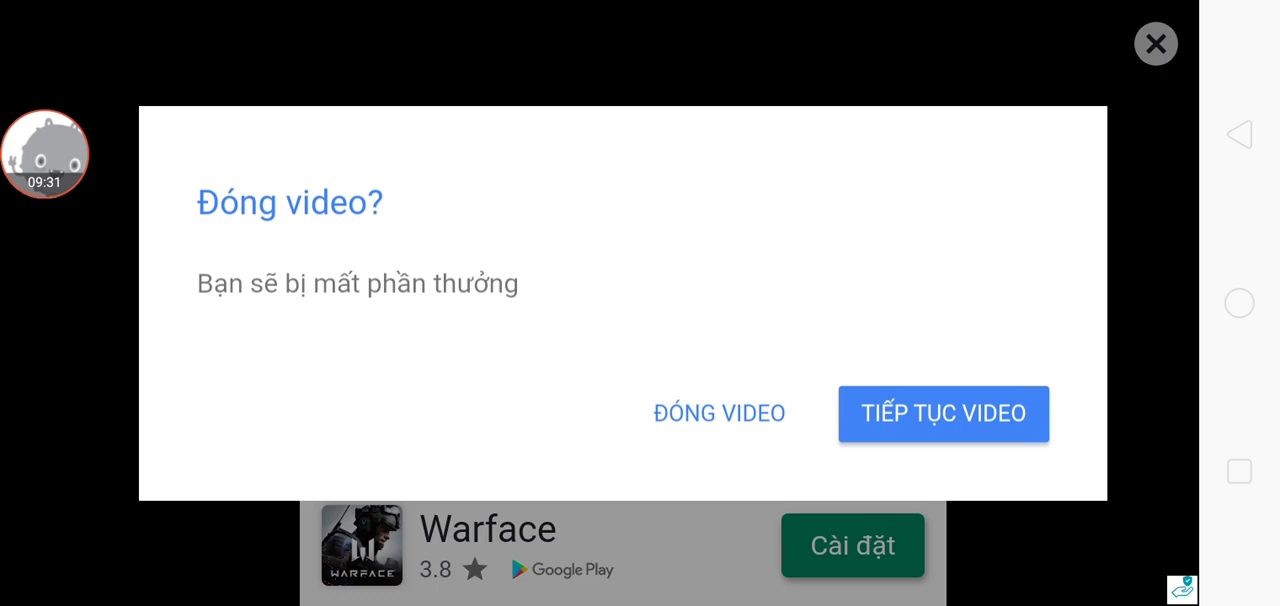 09:31
Đóng video?
Bạn sẽ bị mất phần thưởng
ĐÓNG VIDEO
TIẾP TỤC VIDEO
WARFACE
Warface
3.8 ★ Google Play
Cài đặt